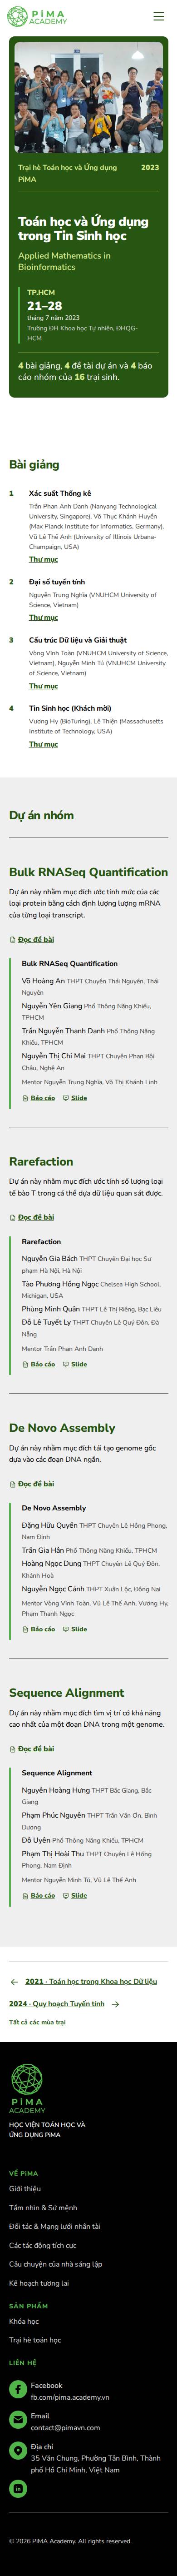 PiMA
ACADEMY
Trại hè Toán học và Ứng dụng
PiMA
2023
Toán học và Ứng dụng
trong Tin Sinh học
Applied Mathematics in
Bioinformatics
TP.HCM
21–28
tháng 7 năm 2023
Trường ĐH Khoa học Tự nhiên, ĐHQG-
HCM
4 bài giảng, 4 đề tài dự án và 4 báo
cáo nhóm của 16 trại sinh.
Bài giảng
1
Xác suất Thống kê
Trần Phan Anh Danh (Nanyang Technological
University, Singapore), Võ Thục Khánh Huyền
(Max Planck Institute for Informatics, Germany),
Vũ Lê Thế Anh (University of Illinois Urbana-
Champaign, USA)
Thư mục
2
Đại số tuyến tính
Nguyễn Trung Nghĩa (VNUHCM University of
Science, Vietnam)
Thư mục
3
Cấu trúc Dữ liệu và Giải thuật
Vòng Vĩnh Toàn (VNUHCM University of Science,
Vietnam), Nguyễn Minh Tú (VNUHCM University
of Science, Vietnam)
Thư mục
4
Tin Sinh học (Khách mời)
Vương Hy (BioTuring), Lê Thiện (Massachusetts
Institute of Technology, USA)
Thư mục
Dự án nhóm
Bulk RNASeq Quantification
Dự án này nhằm mục đích ước tính mức của các
loại protein bằng cách định lượng lượng mRNA
của từng loại transcript.
Đọc đề bài
Bulk RNASeq Quantification
Võ Hoàng An THPT Chuyên Thái Nguyên, Thái
Nguyên
Nguyễn Yên Giang Phổ Thông Năng Khiếu,
TPHCM
Trần Nguyễn Thanh Danh Phổ Thông Năng
Khiếu, TPHCM
Nguyễn Thị Chi Mai THPT Chuyên Phan Bội
Châu, Nghệ An
Mentor Nguyễn Trung Nghĩa, Võ Thị Khánh Linh
Báo cáo Slide
Rarefaction
Dự án này nhằm mục đích ước tính số lượng loại
tế bào T trong cá thể dựa dữ liệu quan sát được.
Đọc đề bài
Rarefaction
Nguyễn Gia Bách THPT Chuyên Đại học Sư
phạm Hà Nội, Hà Nội
Tào Phương Hồng Ngọc Chelsea High School,
Michigan, USA
Phùng Minh Quân THPT Lê Thị Riêng, Bạc Liêu
Đỗ Lê Tuyết Ly THPT Chuyên Lê Quý Đôn, Đà
Nẵng
Mentor Trần Phan Anh Danh
Báo cáo Slide
De Novo Assembly
Dự án này nhằm mục đích tái tạo genome gốc
dựa vào các đoạn DNA ngắn.
Đọc đề bài
De Novo Assembly
Đặng Hữu Quyền THPT Chuyên Lê Hồng Phong,
Nam Định
Trần Gia Hân Phổ Thông Năng Khiếu, TPHCM
Hoàng Ngọc Dung THPT Chuyên Lê Quý Đôn,
Khánh Hoà
Nguyễn Ngọc Cảnh THPT Xuân Lộc, Đồng Nai
Mentor Vòng Vĩnh Toàn, Vũ Lê Thế Anh, Vương Hy,
Phạm Thanh Ngọc
Báo cáo Slide
Sequence Alignment
Dự án này nhằm mục đích tìm vị trí có khả năng
cao nhất của một đoạn DNA trong một genome.
Đọc đề bài
Sequence Alignment
Nguyễn Hoàng Hưng THPT Bắc Giang, Bắc
Giang
Phạm Phúc Nguyên THPT Trần Văn Ơn, Bình
Dương
Đỗ Uyên Phổ Thông Năng Khiếu, TPHCM
Phạm Thị Hoài Thu THPT Chuyên Lê Hồng
Phong, Nam Định
Mentor Nguyễn Minh Tú, Vũ Lê Thế Anh
Báo cáo Slide
← 2021 · Toán học trong Khoa học Dữ liệu
2024 · Quy hoạch Tuyến tính →
Tất cả các mùa trại
PiMA
ACADEMY
HỌC VIỆN TOÁN HỌC VÀ
ỨNG DỤNG PiMA
VỀ PiMA
Giới thiệu
Tầm nhìn & Sứ mệnh
Đối tác & Mạng lưới nhân tài
Các tác động tích cực
Câu chuyện của nhà sáng lập
Kế hoạch tương lai
SẢN PHẨM
Khóa học
Trại hè toán học
LIÊN HỆ
Facebook
fb.com/pima.academy.vn
Email
contact@pimavn.com
Địa chỉ
35 Văn Chung, Phường Tân Bình, Thành
phố Hồ Chí Minh, Việt Nam
© 2026 PiMA Academy. All rights reserved.